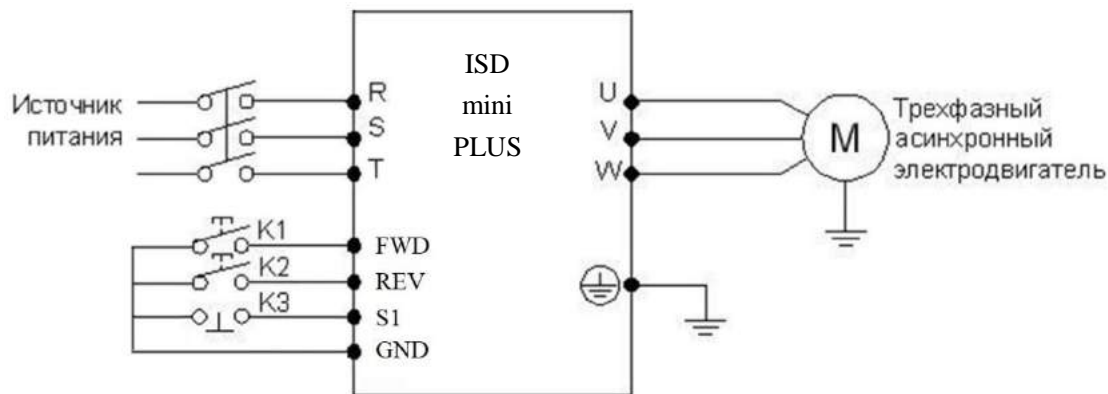 ISD
mini
PLUS
Источник
питания
R
S
T
U
V
W
M
Трехфазный
асинхронный
электродвигатель
K1
FWD
K2
REV
K3
S1
GND